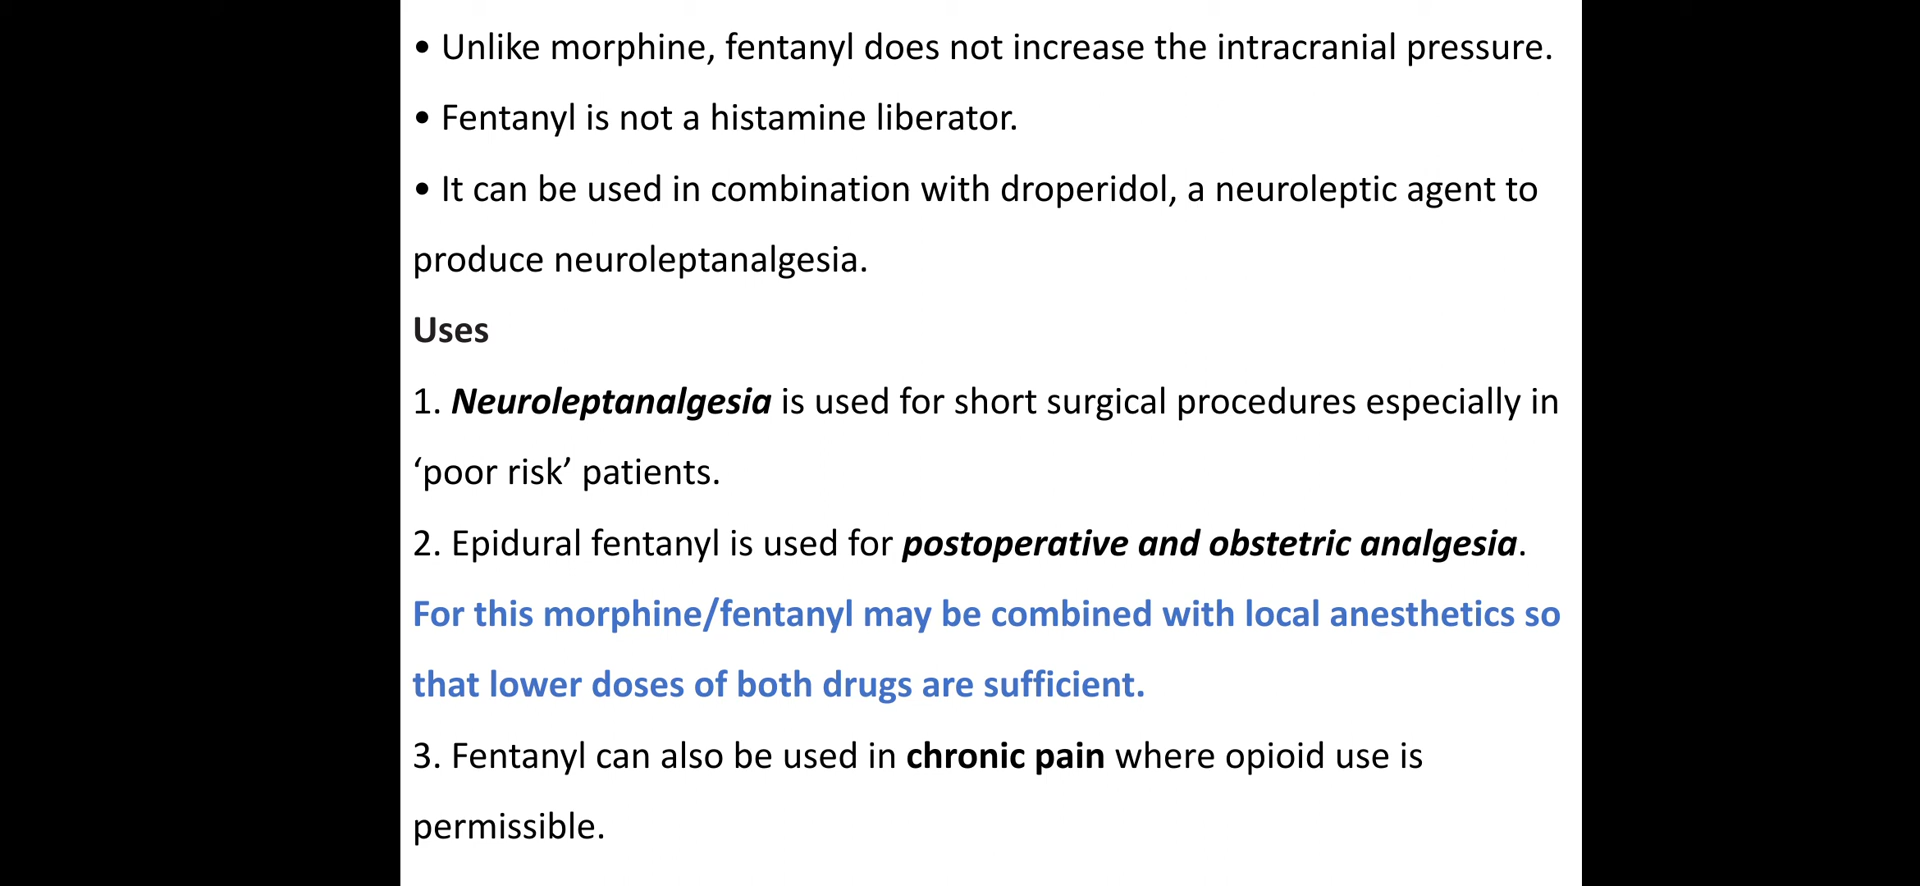 • Unlike morphine, fentanyl does not increase the intracranial pressure.
• Fentanyl is not a histamine liberator.
• It can be used in combination with droperidol, a neuroleptic agent to
produce neuroleptanalgesia.
Uses
1. Neuroleptanalgesia is used for short surgical procedures especially in
‘poor risk’ patients.
2. Epidural fentanyl is used for postoperative and obstetric analgesia.
For this morphine/fentanyl may be combined with local anesthetics so
that lower doses of both drugs are sufficient.
3. Fentanyl can also be used in chronic pain where opioid use is
permissible.